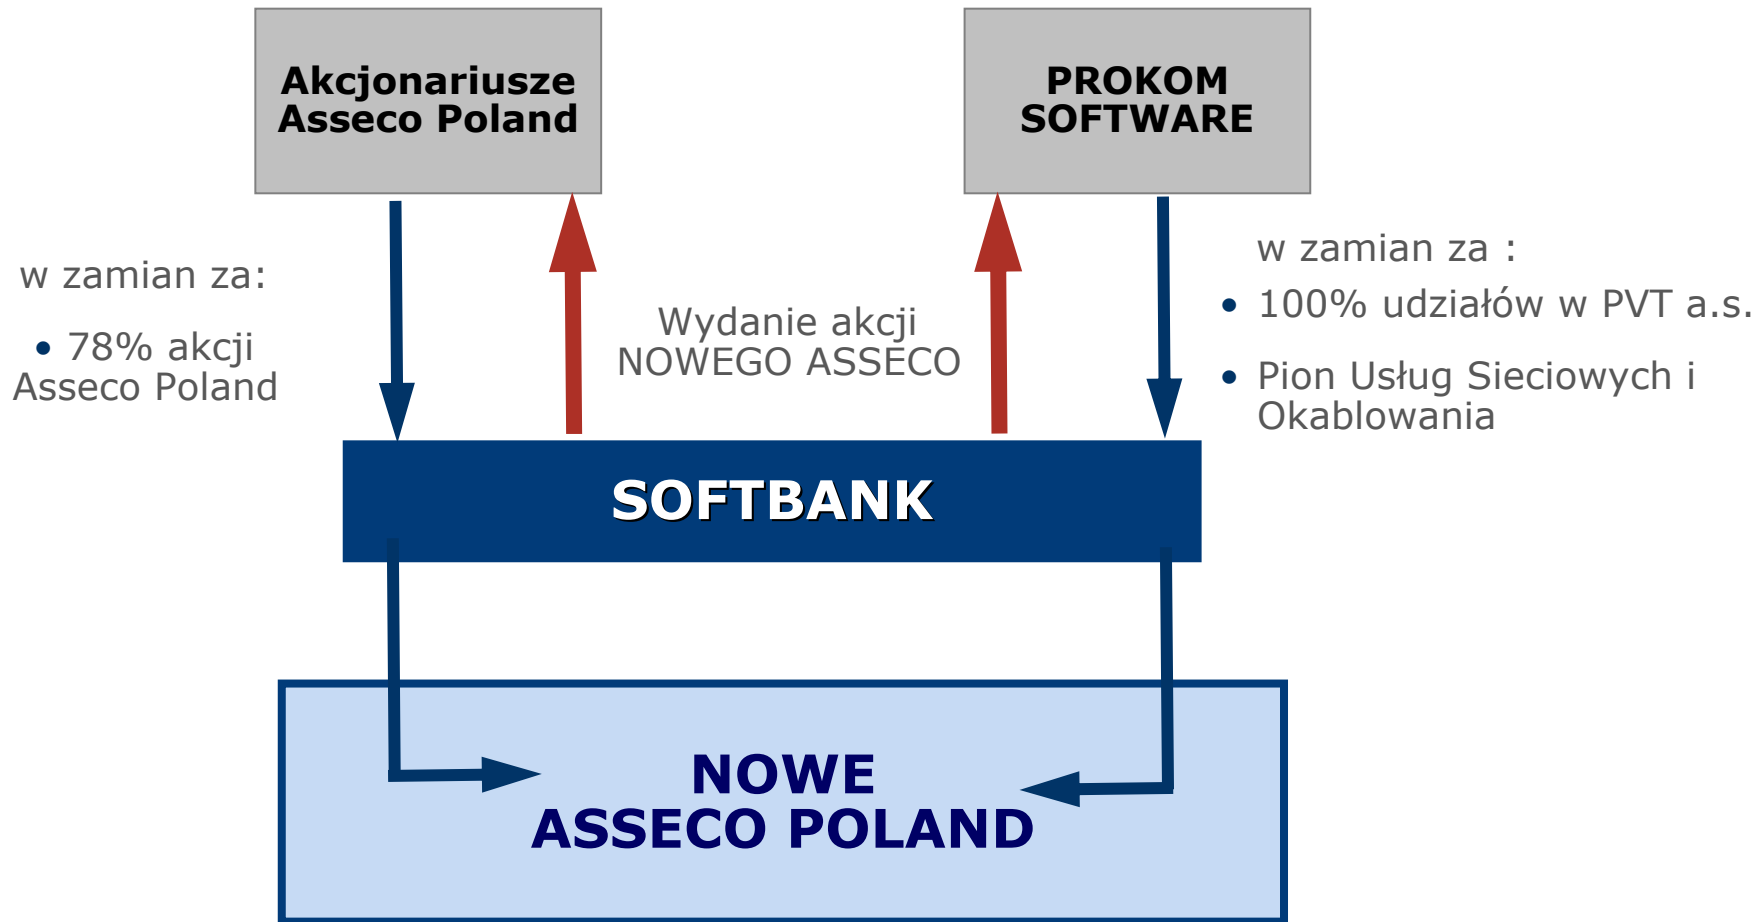 Akcjonariusze
Asseco Poland
PROKOM
SOFTWARE
w zamian za:
• 78% akcji
Asseco Poland
Wydanie akcji
NOWEGO ASSECO
w zamian za :
• 100% udziałów w PVT a.s.
• Pion Usług Sieciowych i
Okablowania
SOFTBANK
NOWE
ASSECO POLAND